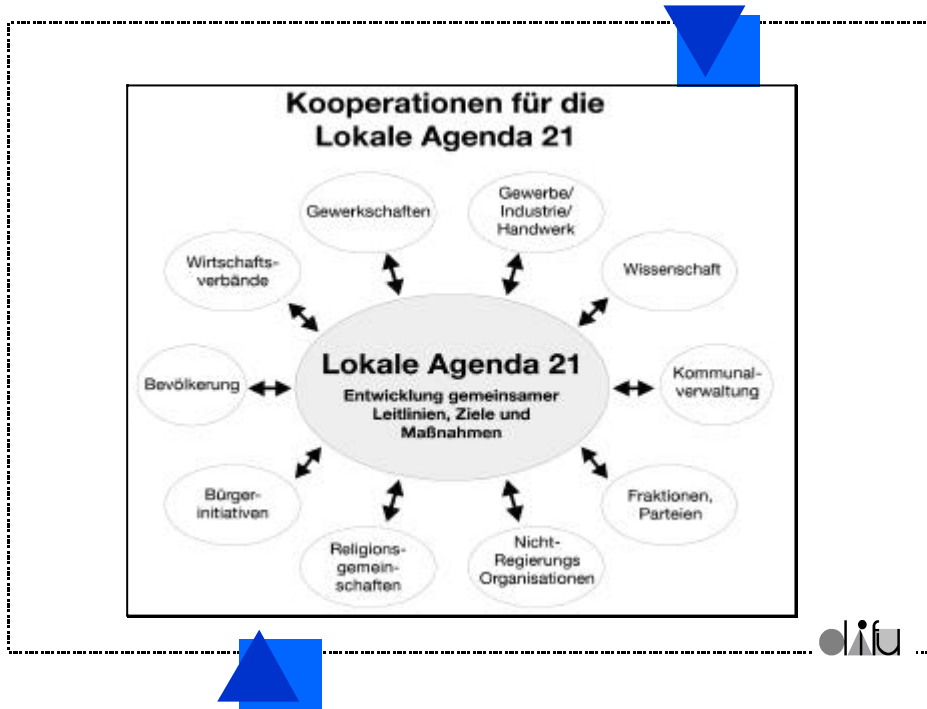 Kooperationen für die
Lokale Agenda 21
Gewerkschaften
Gewerbe/
Industrie/
Handwerk
Wirtschafts-
verbände
Wissenschaft
Lokale Agenda 21
Entwicklung gemeinsamer
Leitlinien, Ziele und
Maßnahmen
Bevölkerung
Kommunal-
verwaltung
Bürger-
initiativen
Fraktionen,
Parteien
Religions-
gemein-
schaften
Nicht-
Regierungs
Organisationen
difu